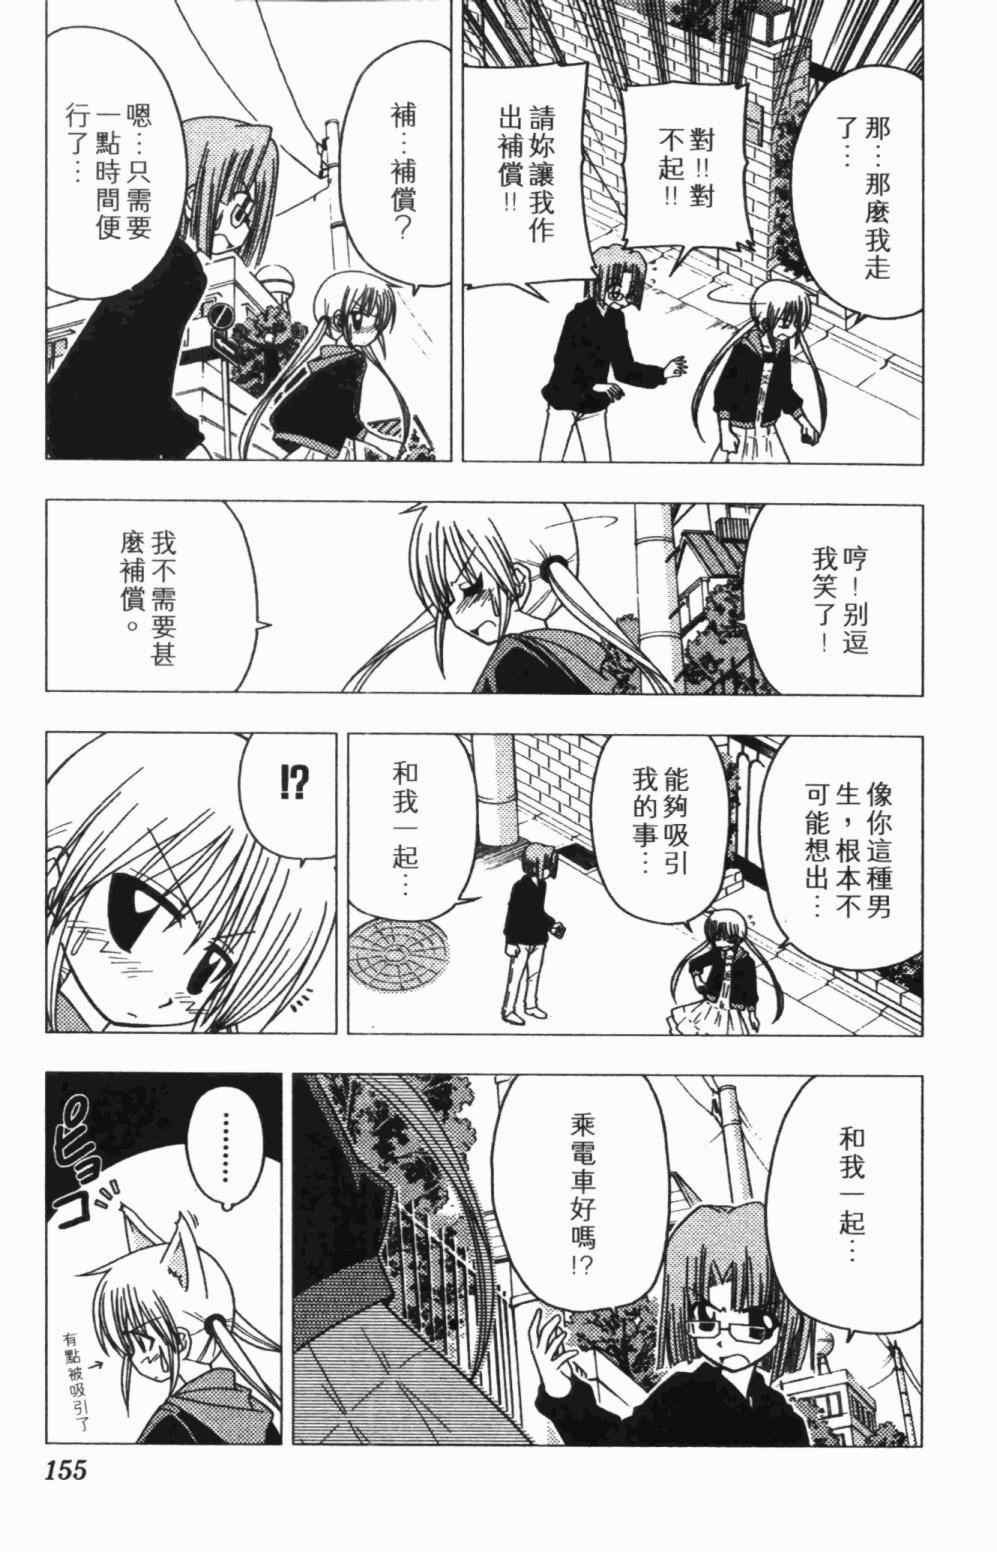 那…那麼我走
了…
對!!對
不起!!
請妳讓我作
出補償!!
補…補償?
嗯…只需要
一點時間便
行了…
哼!别逗
我笑了!
我不需要甚
麼補償。
像你這種男
生，根本不
可能想出…
能夠吸引
我的事…
和我一起…
!?
和我一起…
乘電車好嗎!?
………
ピョコ
有點被吸引了
155